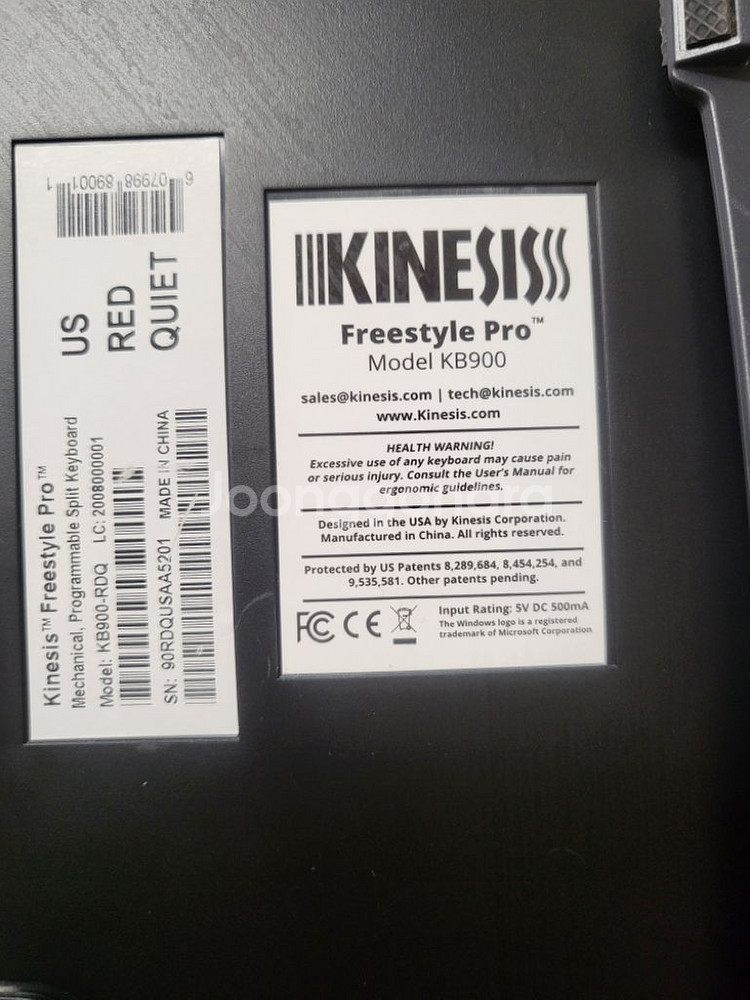 6 07998 89001 1
US
RED
QUIET
Kinesis™ Freestyle Pro™
Mechanical, Programmable Split Keyboard
Model: KB900-RDQ LC: 2008000001
SN: 90RDQUSAA5201 MADE IN CHINA
KINESIS
Freestyle Pro™
Model KB900
sales@kinesis.com | tech@kinesis.com
www.Kinesis.com
HEALTH WARNING!
Excessive use of any keyboard may cause pain
or serious injury. Consult the User's Manual for
ergonomic guidelines.
Designed in the USA by Kinesis Corporation.
Manufactured in China. All rights reserved.
Protected by US Patents 8,289,684, 8,454,254, and
9,535,581. Other patents pending.
FC CE
Input Rating: 5V DC 500mA
The Windows logo is a registered
trademark of Microsoft Corporation
Joongonara